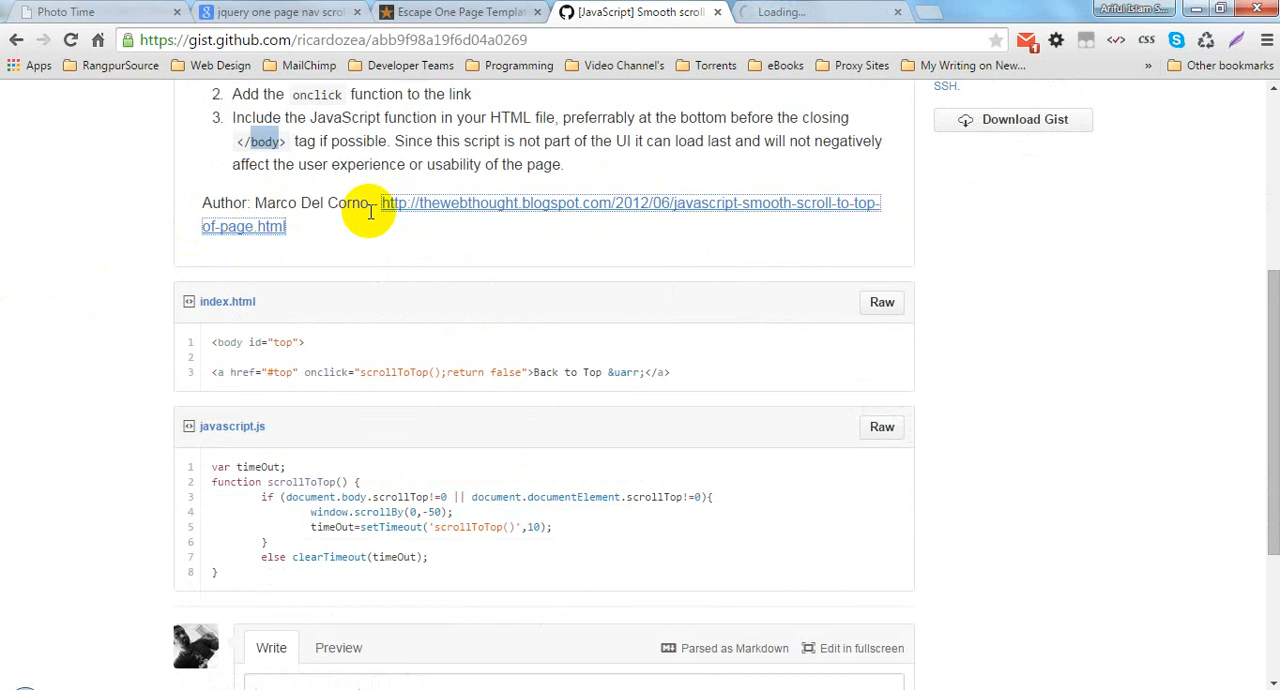 Photo Time
jquery one page nav scro
Escape One Page Templat
[JavaScript] Smooth scroll
Loading...
Ariful Islam S...
https://gist.github.com/ricardozea/abb9f98a19f6d04a0269
1
CSS
Apps
RangpurSource
Web Design
MailChimp
Developer Teams
Programming
Video Channel's
Torrents
eBooks
Proxy Sites
My Writing on New...
»
Other bookmarks
2. Add the onclick function to the link
SSH.
3. Include the JavaScript function in your HTML file, preferrably at the bottom before the closing
</body> tag if possible. Since this script is not part of the UI it can load last and will not negatively
affect the user experience or usability of the page.
Download Gist
Author: Marco Del Corno - http://thewebthought.blogspot.com/2012/06/javascript-smooth-scroll-to-top-
of-page.html
index.html
Raw
1 <body id="top">
2
3 <a href="#top" onclick="scrollToTop();return false">Back to Top &uarr;</a>
javascript.js
Raw
1 var timeOut;
2 function scrollToTop() {
3 if (document.body.scrollTop!=0 || document.documentElement.scrollTop!=0){
4 window.scrollBy(0,-50);
5 timeOut=setTimeout('scrollToTop()',10);
6 }
7 else clearTimeout(timeOut);
8 }
Write
Preview
Parsed as Markdown
Edit in fullscreen